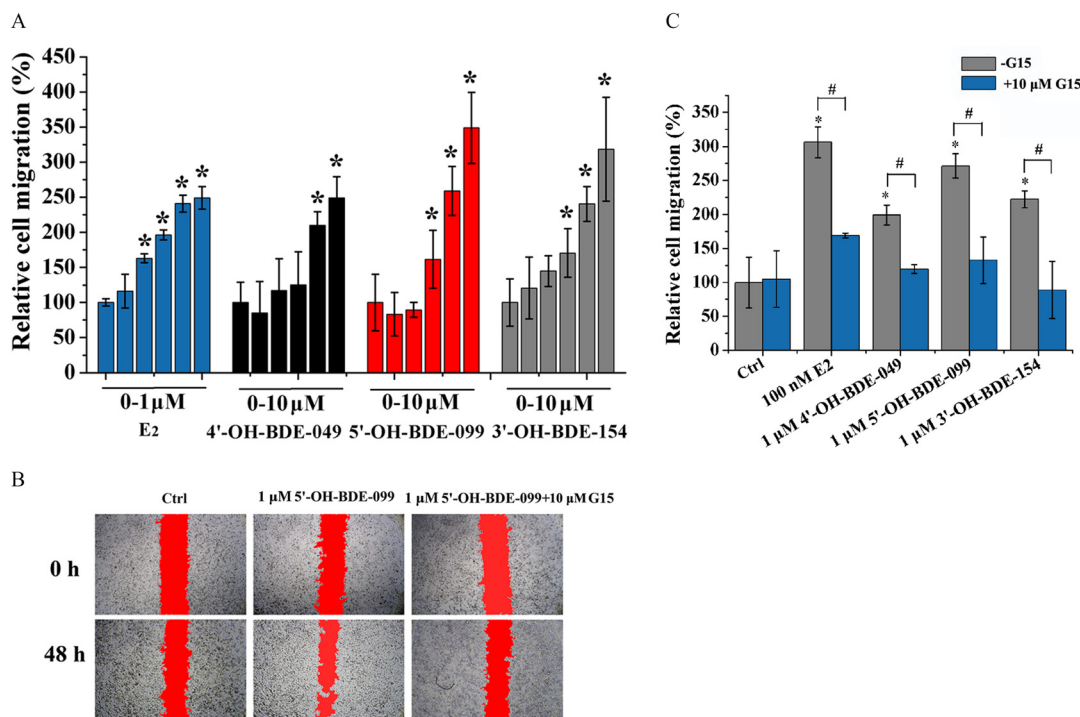 A
Relative cell migration (%)
450
400
350
300
250
200
150
100
50
0
* * * *
* *
* * *
* * *
0-1μM
E2
0-10μM
4'-OH-BDE-049
0-10μM
5'-OH-BDE-099
0-10μM
3'-OH-BDE-154
C
-G15
+10 μM G15
Relative cell migration (%)
350
300
250
200
150
100
50
0
* #
* #
* #
* #
Ctrl
100 nM E2
1 μM 4'-OH-BDE-049
1 μM 5'-OH-BDE-099
1 μM 3'-OH-BDE-154
B
Ctrl
1 μM 5'-OH-BDE-099
1 μM 5'-OH-BDE-099+10 μM G15
0 h
48 h